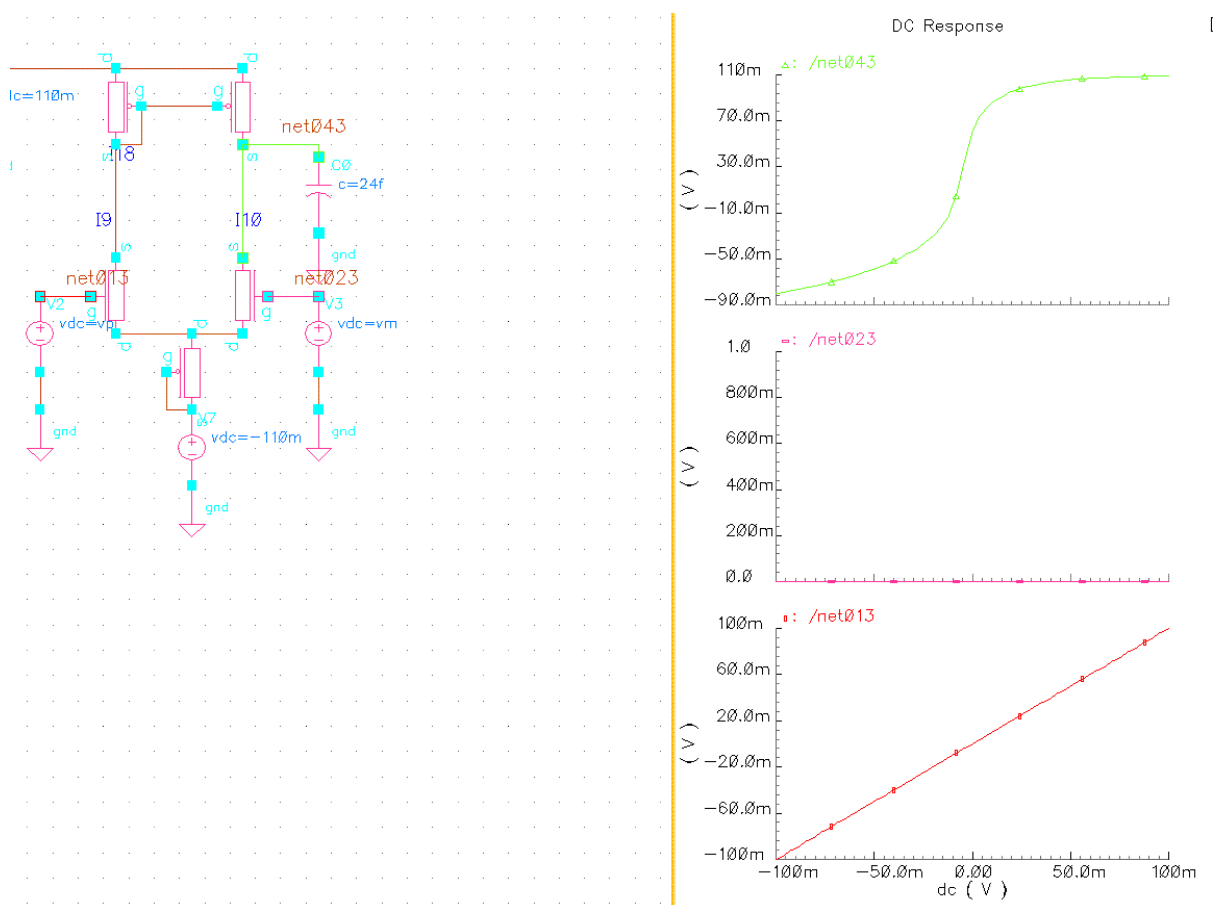 DC Response
d
d
lc=110m
g
g
net043
s
I18
s
C0
c=24f
I9
I10
gnd
s
s
net013
net023
V2
g
V3
vdc=vp
vdc=vm
d
d
d
g
V7
s
vdc=-110m
gnd
gnd
gnd
: /net043
110m
70.0m
30.0m
-10.0m
-50.0m
-90.0m
(V)
: /net023
1.0
800m
600m
400m
200m
0.0
(V)
: /net013
100m
60.0m
20.0m
-20.0m
-60.0m
-100m
(V)
-100m -50.0m 0.00 50.0m 100m
dc (V)